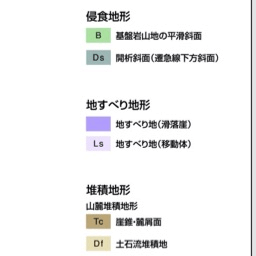 侵食地形
B 基盤岩山地の平滑斜面
Ds 開析斜面(遷急線下方斜面)
地すべり地形
地すべり地(滑落崖)
Ls 地すべり地(移動体)
堆積地形
山麓堆積地形
Tc 崖錐・麓屑面
Df 土石流堆積地